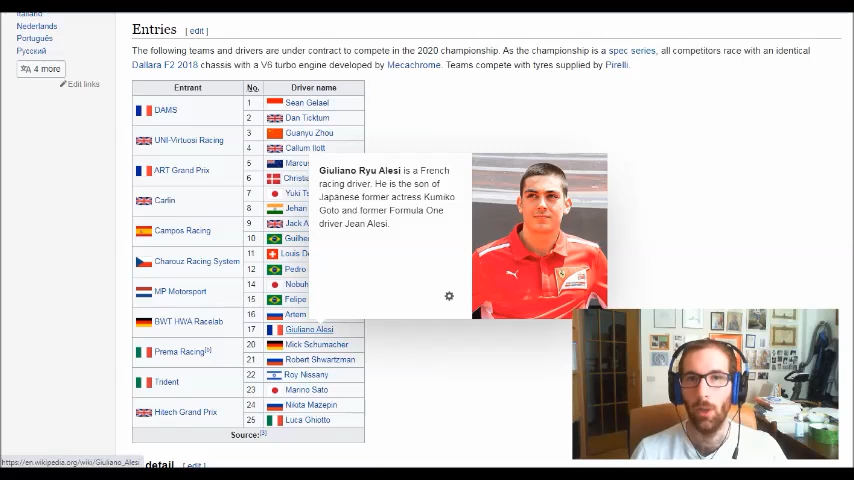 Italiano
Nederlands
Português
Русский
4 more
Edit links
Entries [ edit ]
The following teams and drivers are under contract to compete in the 2020 championship. As the championship is a spec series, all competitors race with an identical
Dallara F2 2018 chassis with a V6 turbo engine developed by Mecachrome. Teams compete with tyres supplied by Pirelli.
Entrant No. Driver name
DAMS
1 Sean Gelael
2 Dan Ticktum
UNI-Virtuosi Racing
3 Guanyu Zhou
4 Callum Ilott
ART Grand Prix
5 Marcus
6 Christia
Carlin
7 Yuki Ts
8 Jehan
Campos Racing
9 Jack A
10 Guilhe
Charouz Racing System
11 Louis De
12 Pedro
MP Motorsport
14 Nobuh
15 Felipe
BWT HWA Racelab
16 Artem
17 Giuliano Alesi
Prema Racing[5]
20 Mick Schumacher
21 Robert Shwartzman
Trident
22 Roy Nissany
23 Marino Sato
Hitech Grand Prix
24 Nikita Mazepin
25 Luca Ghiotto
Source:[3]
Giuliano Ryu Alesi is a French
racing driver. He is the son of
Japanese former actress Kumiko
Goto and former Formula One
driver Jean Alesi.
https://en.wikipedia.org/wiki/Giuliano_Alesi
detail [ edit ]